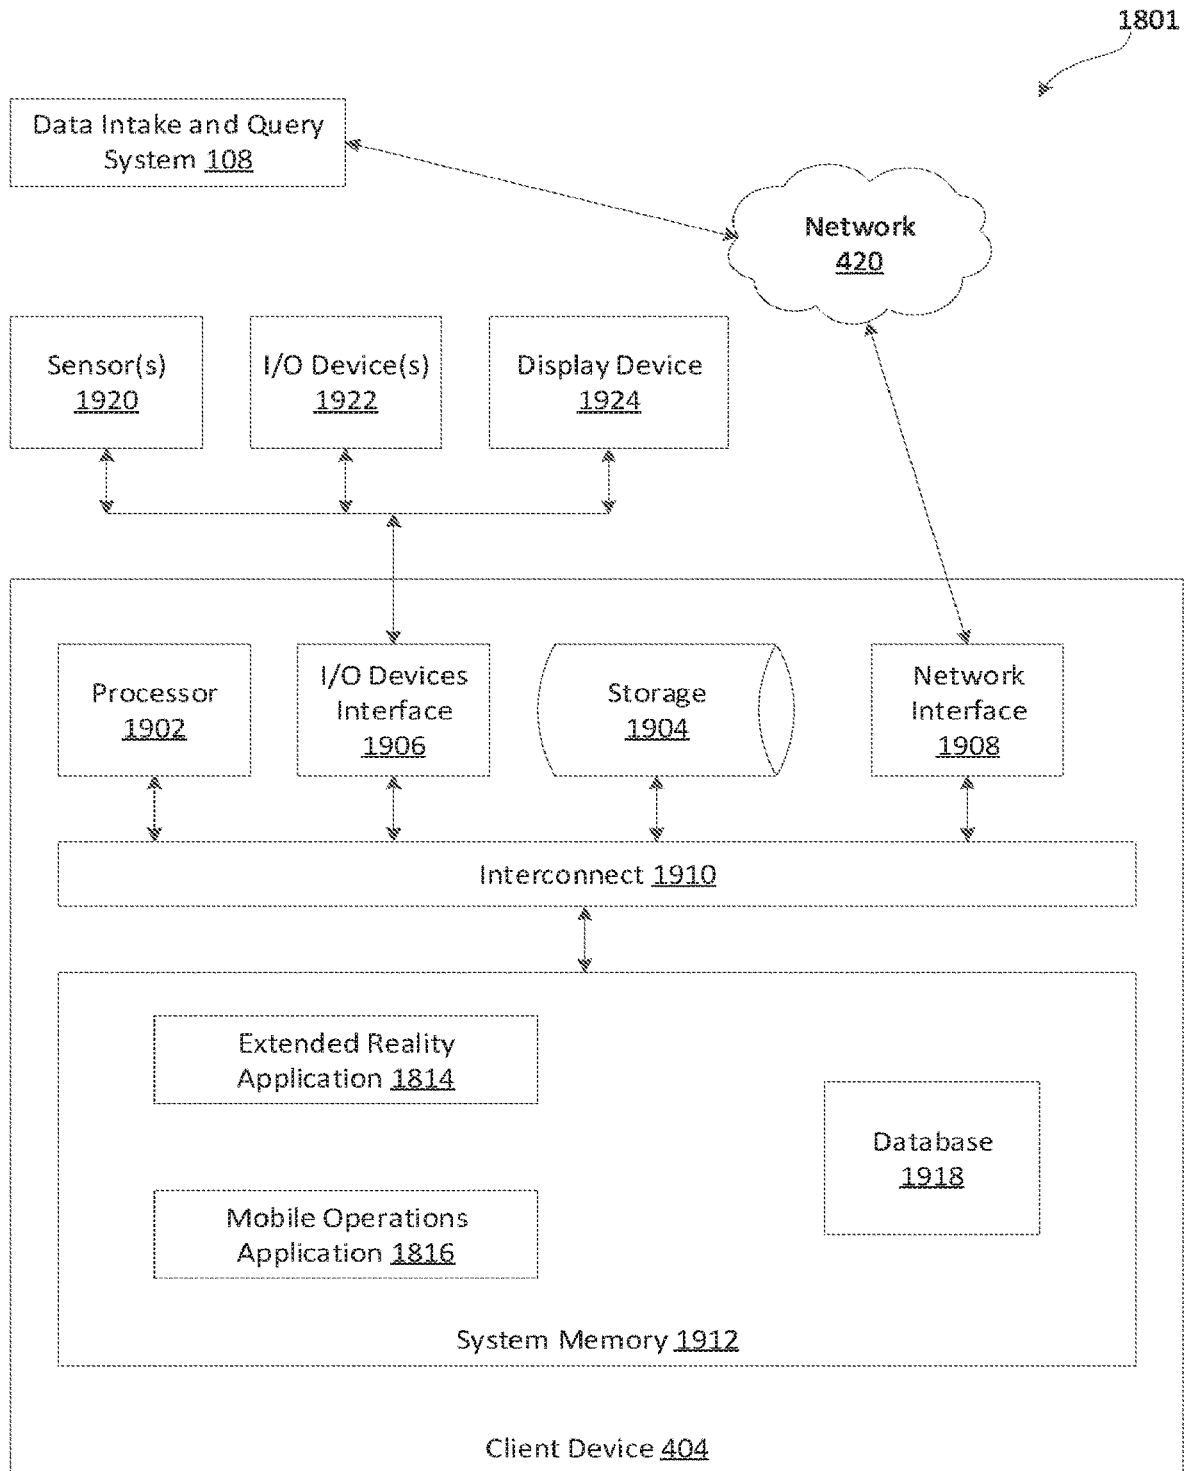 1801
Data Intake and Query
System 108
Network
420
Sensor(s)
1920
I/O Device(s)
1922
Display Device
1924
Processor
1902
I/O Devices
Interface
1906
Storage
1904
Network
Interface
1908
Interconnect 1910
Extended Reality
Application 1814
Database
1918
Mobile Operations
Application 1816
System Memory 1912
Client Device 404